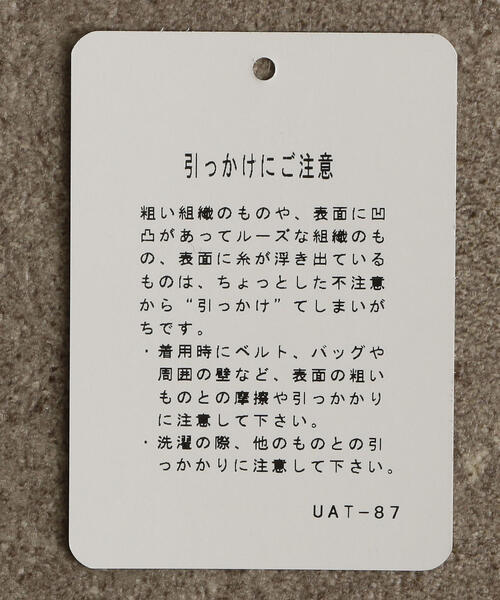 引っかけにご注意
粗い組織のものや、表面に凹
凸があってルーズな組織のも
の、表面に糸が浮き出ている
ものは、ちょっとした不注意
から“引っかけ”てしまいが
ちです。
・着用時にベルト、バッグや
周囲の壁など、表面の粗い
ものとの摩擦や引っかかり
に注意して下さい。
・洗濯の際、他のものとの引
っかかりに注意して下さい。
UAT-87